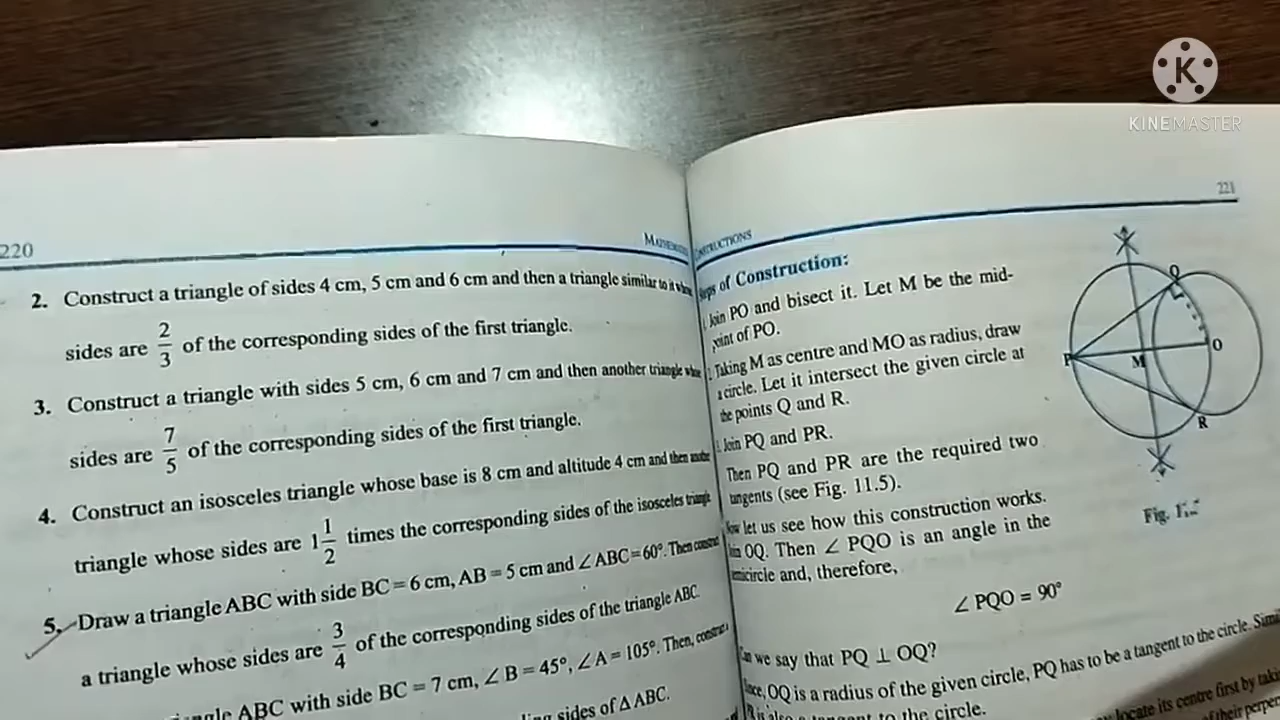 220
2. Construct a triangle of sides 4 cm, 5 cm and 6 cm and then a triangle similar to it whose
sides are 2/3 of the corresponding sides of the first triangle.
3. Construct a triangle with sides 5 cm, 6 cm and 7 cm and then another triangle whose
sides are 7/5 of the corresponding sides of the first triangle.
4. Construct an isosceles triangle whose base is 8 cm and altitude 4 cm and then another
triangle whose sides are 1 1/2 times the corresponding sides of the isosceles triangle
5. Draw a triangle ABC with side BC = 6 cm, AB = 5 cm and ∠ ABC = 60°. Then construct
a triangle whose sides are 3/4 of the corresponding sides of the triangle ABC.
ABC with side BC = 7 cm, ∠ B = 45°, ∠ A = 105°. Then, construct a
sides of Δ ABC.
221
of Construction:
Join PO and bisect it. Let M be the mid-
point of PO.
Taking M as centre and MO as radius, draw
a circle. Let it intersect the given circle at
the points Q and R.
Join PQ and PR.
Then PQ and PR are the required two
tangents (see Fig. 11.5).
Now let us see how this construction works.
Join OQ. Then ∠ PQO is an angle in the
semicircle and, therefore,
∠ PQO = 90°
Can we say that PQ ⊥ OQ?
Since, OQ is a radius of the given circle, PQ has to be a tangent to the circle.
is also a tangent to the circle.
locate its centre first by
of their
Q
P
M
O
R
Fig.
K
KINEMASTER